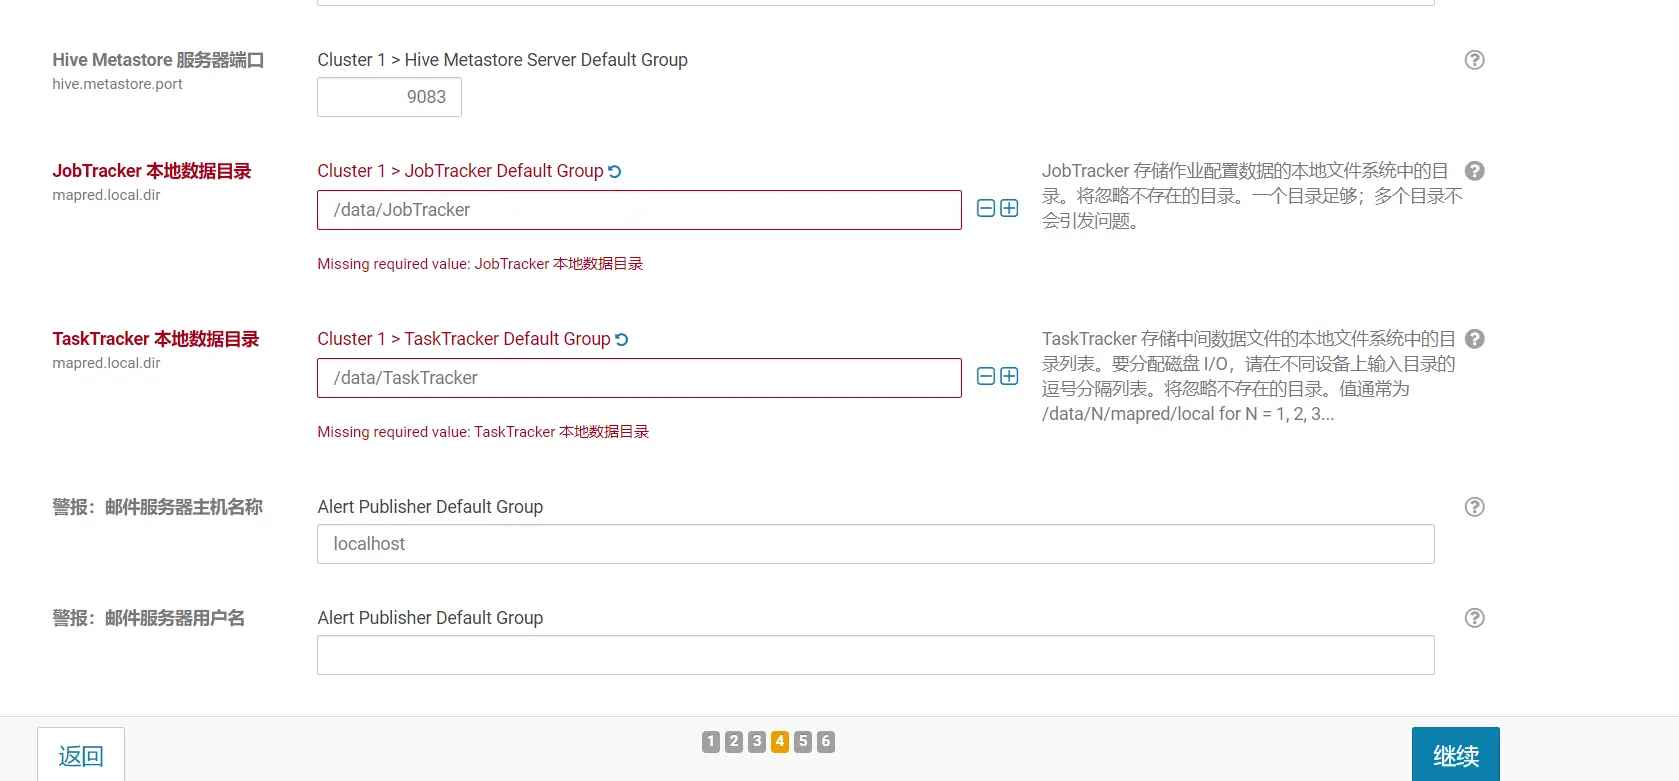 Hive Metastore 服务器端口
Cluster 1 > Hive Metastore Server Default Group
hive.metastore.port
9083
JobTracker 本地数据目录
Cluster 1 > JobTracker Default Group
mapred.local.dir
/data/JobTracker
JobTracker 存储作业配置数据的本地文件系统中的目
录。将忽略不存在的目录。一个目录足够；多个目录不
会引发问题。
Missing required value: JobTracker 本地数据目录
TaskTracker 本地数据目录
Cluster 1 > TaskTracker Default Group
mapred.local.dir
/data/TaskTracker
TaskTracker 存储中间数据文件的本地文件系统中的目
录列表。要分配磁盘 I/O，请在不同设备上输入目录的
逗号分隔列表。将忽略不存在的目录。值通常为
/data/N/mapred/local for N = 1, 2, 3...
Missing required value: TaskTracker 本地数据目录
警报：邮件服务器主机名称
Alert Publisher Default Group
localhost
警报：邮件服务器用户名
Alert Publisher Default Group
返回
1 2 3 4 5 6
继续